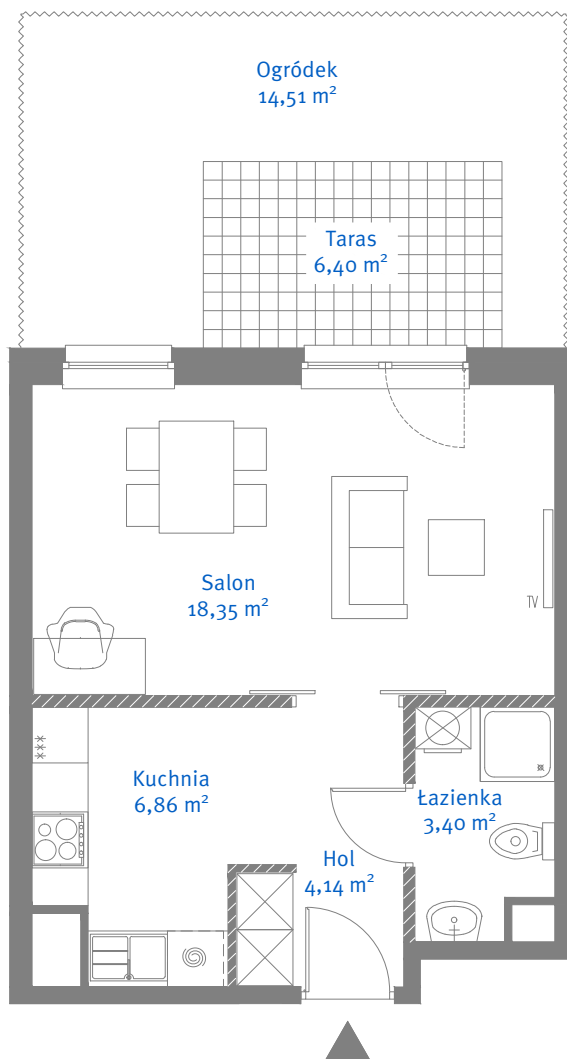 Ogródek
14,51 m²
Taras
6,40 m²
Salon
18,35 m²
TV
Kuchnia
6,86 m²
Łazienka
3,40 m²
Hol
4,14 m²